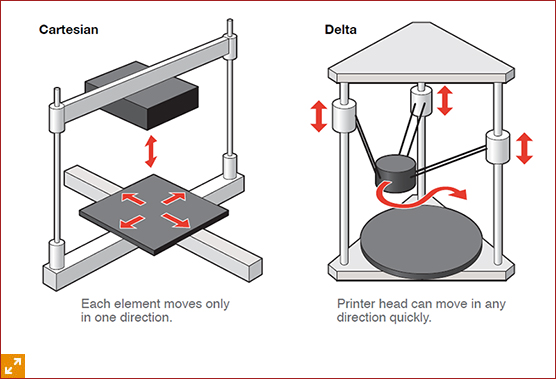 Cartesian
Each element moves only
in one direction.
Delta
Printer head can move in any
direction quickly.